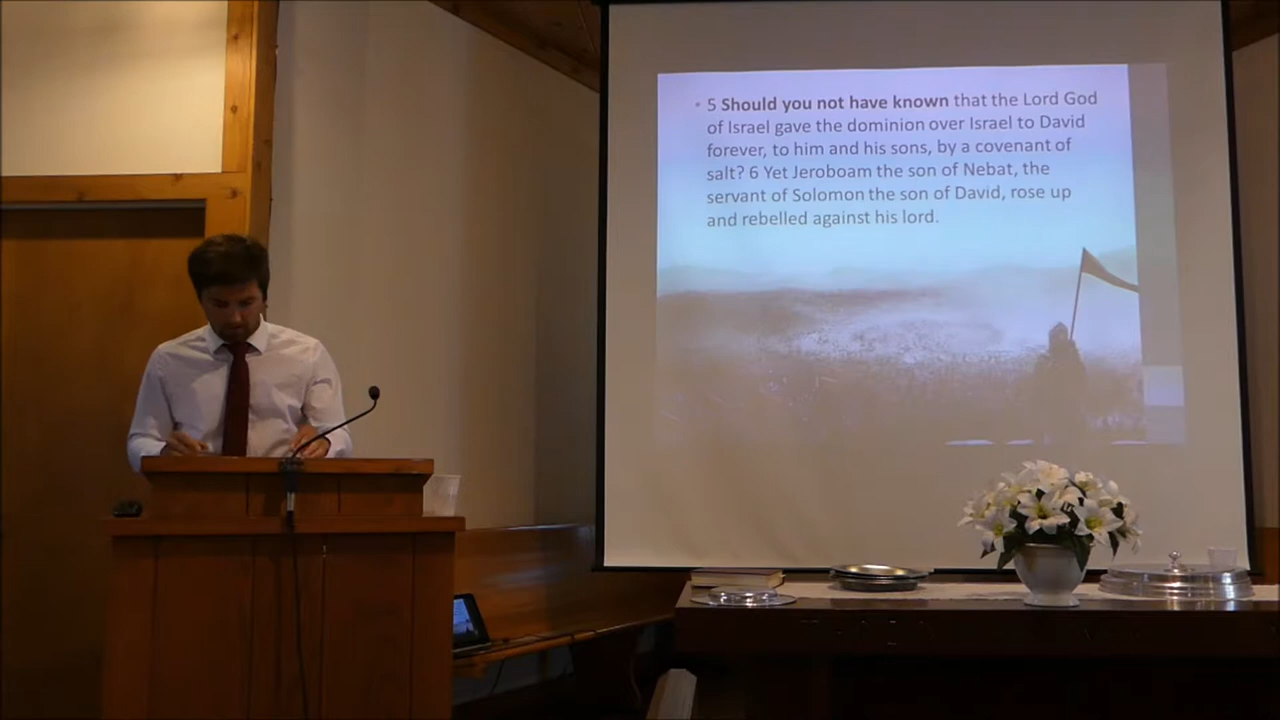 • 5 Should you not have known that the Lord God
of Israel gave the dominion over Israel to David
forever, to him and his sons, by a covenant of
salt? 6 Yet Jeroboam the son of Nebat, the
servant of Solomon the son of David, rose up
and rebelled against his lord.